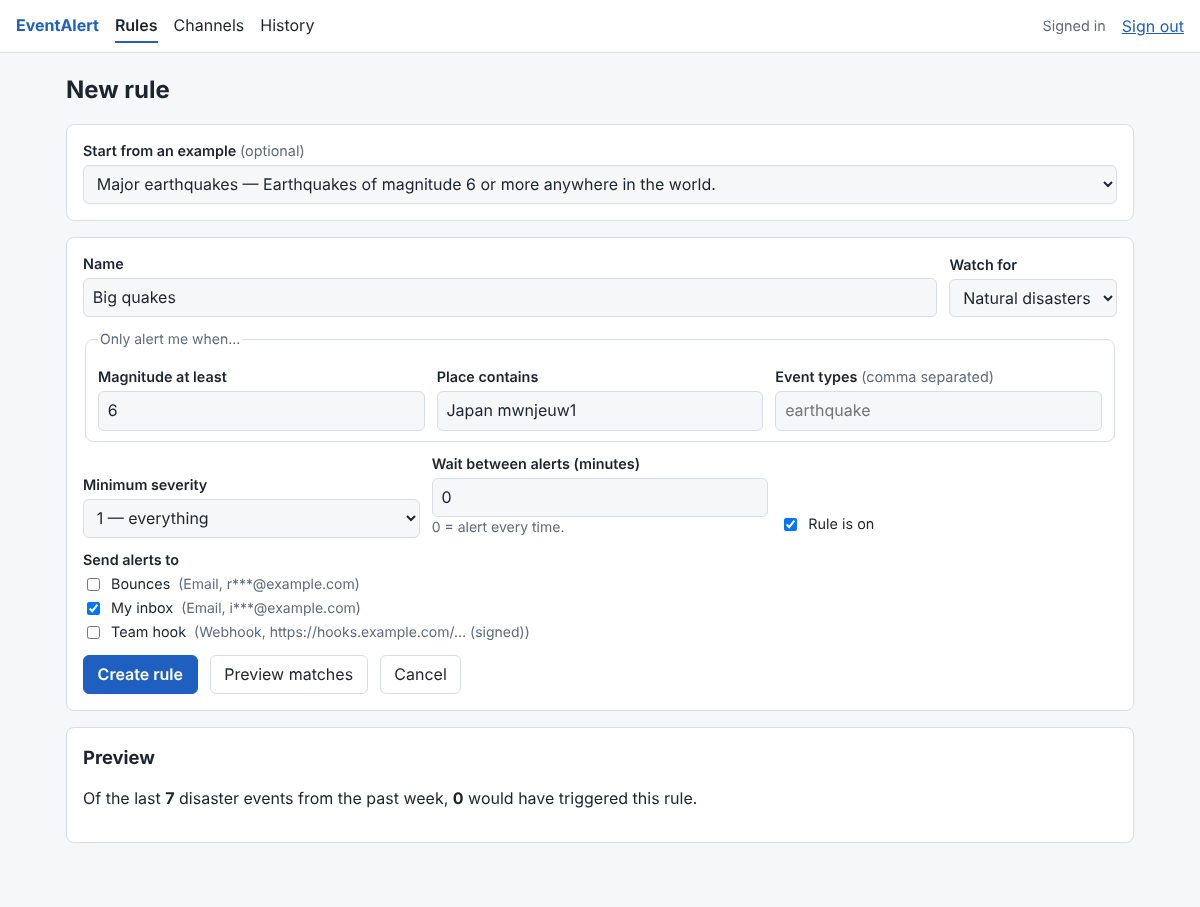 EventAlert Rules Channels History Signed in Sign out
New rule
Start from an example (optional)
Major earthquakes — Earthquakes of magnitude 6 or more anywhere in the world.
Name Watch for
Big quakes Natural disasters
Only alert me when...
Magnitude at least Place contains Event types (comma separated)
6 Japan mwnjeuw1 earthquake
Wait between alerts (minutes)
Minimum severity
0
1 — everything
0 = alert every time.
Rule is on
Send alerts to
Bounces (Email, r***@example.com)
My inbox (Email, i***@example.com)
Team hook (Webhook, https://hooks.example.com/... (signed))
Create rule Preview matches Cancel
Preview
Of the last 7 disaster events from the past week, 0 would have triggered this rule.